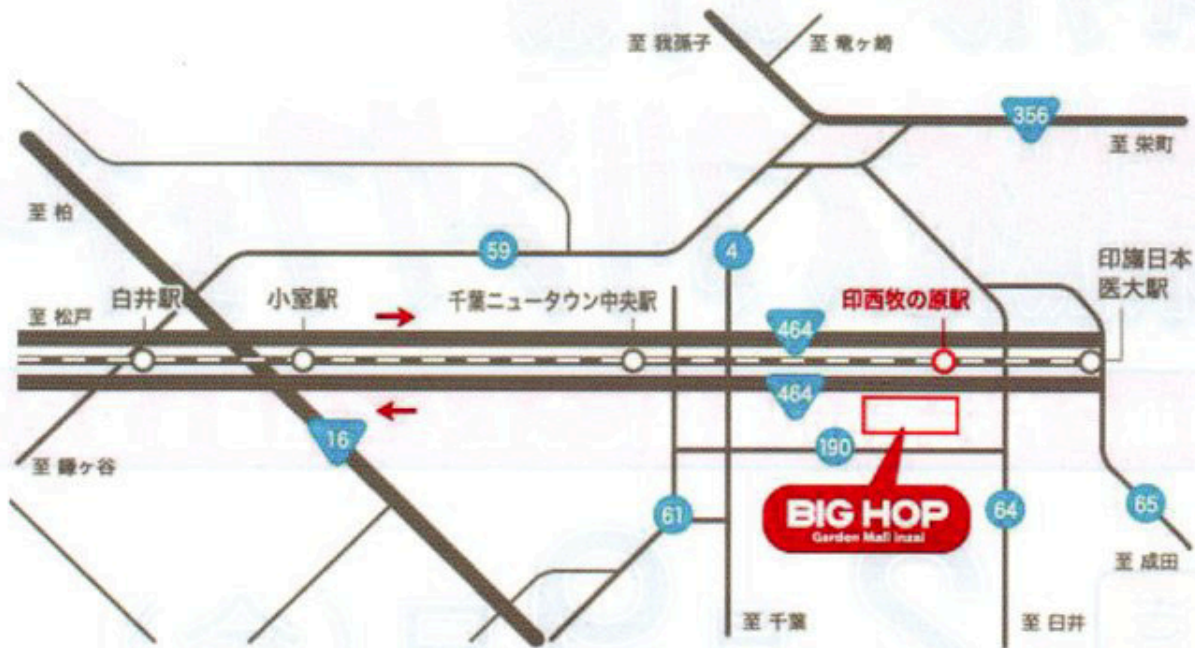 至 我孫子
至 竜ヶ崎
356
至 栄町
至 柏
59
4
印旛日本
医大駅
白井駅
小室駅
千葉ニュータウン中央駅
印西牧の原駅
至 松戸
464
464
16
190
至 鎌ヶ谷
BIG HOP
Garden Mall Inzai
61
64
65
至 成田
至 千葉
至 臼井